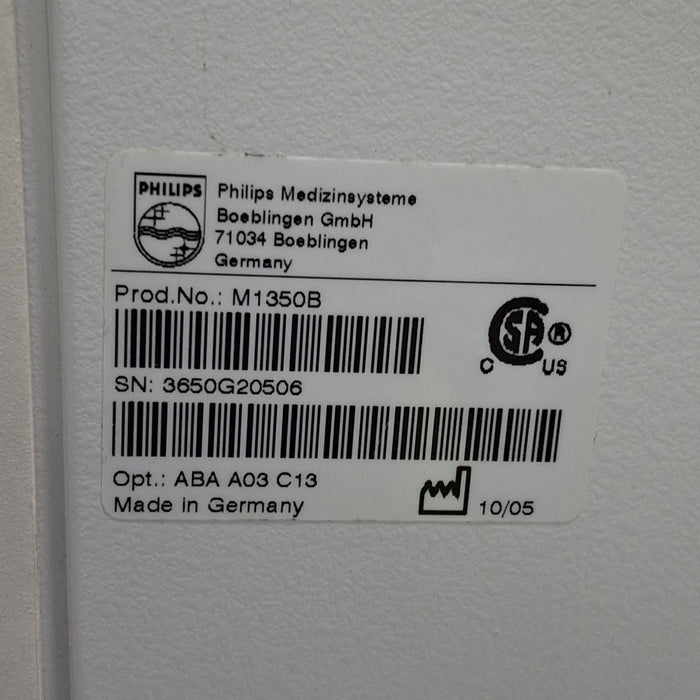 PHILIPS
Philips Medizinsysteme
Boeblingen GmbH
71034 Boeblingen
Germany
Prod.No.: M1350B
SA ®
C US
SN: 3650G20506
Opt.: ABA A03 C13
Made in Germany
10/05